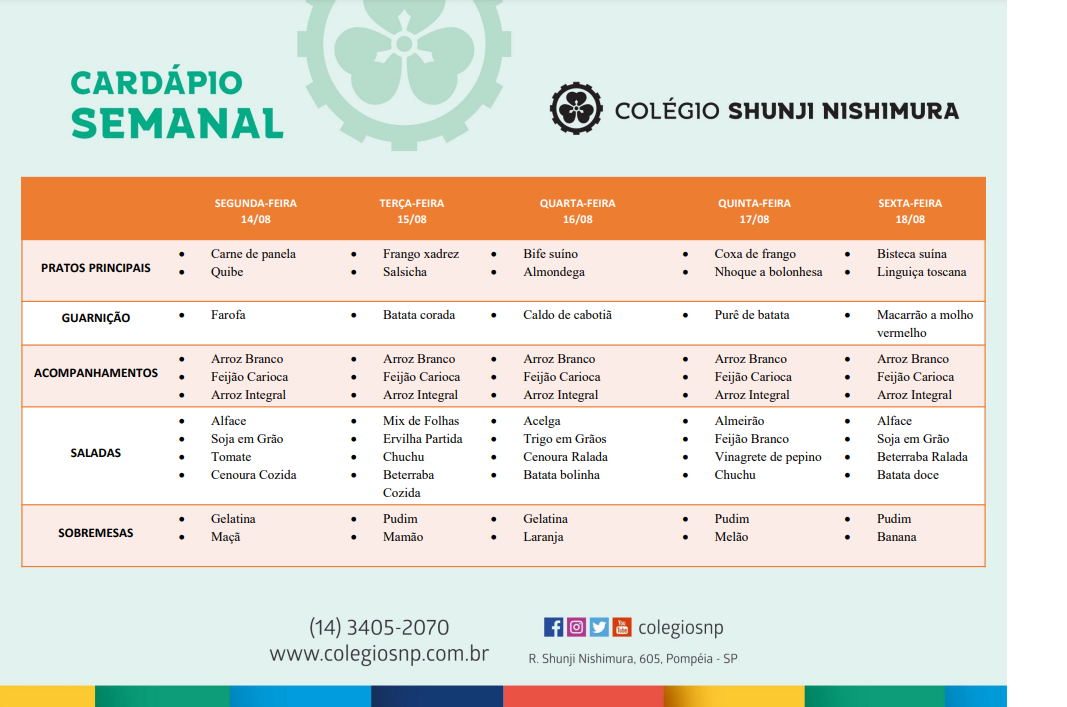 CARDÁPIO
SEMANAL
COLÉGIO SHUNJI NISHIMURA
SEGUNDA-FEIRA
14/08
TERÇA-FEIRA
15/08
QUARTA-FEIRA
16/08
QUINTA-FEIRA
17/08
SEXTA-FEIRA
18/08
PRATOS PRINCIPAIS
• Carne de panela
• Quibe
• Frango xadrez
• Salsicha
• Bife suíno
• Almondega
• Coxa de frango
• Nhoque a bolonhesa
• Bisteca suína
• Linguiça toscana
GUARNIÇÃO
• Farofa
• Batata corada
• Caldo de cabotiã
• Purê de batata
• Macarrão a molho
vermelho
ACOMPANHAMENTOS
• Arroz Branco
• Feijão Carioca
• Arroz Integral
• Arroz Branco
• Feijão Carioca
• Arroz Integral
• Arroz Branco
• Feijão Carioca
• Arroz Integral
• Arroz Branco
• Feijão Carioca
• Arroz Integral
• Arroz Branco
• Feijão Carioca
• Arroz Integral
SALADAS
• Alface
• Soja em Grão
• Tomate
• Cenoura Cozida
• Mix de Folhas
• Ervilha Partida
• Chuchu
• Beterraba
Cozida
• Acelga
• Trigo em Grãos
• Cenoura Ralada
• Batata bolinha
• Almeirão
• Feijão Branco
• Vinagrete de pepino
• Chuchu
• Alface
• Soja em Grão
• Beterraba Ralada
• Batata doce
SOBREMESAS
• Gelatina
• Maçã
• Pudim
• Mamão
• Gelatina
• Laranja
• Pudim
• Melão
• Pudim
• Banana
(14) 3405-2070
www.colegiosnp.com.br
You Tube colegiosnp
R. Shunji Nishimura, 605, Pompéia - SP